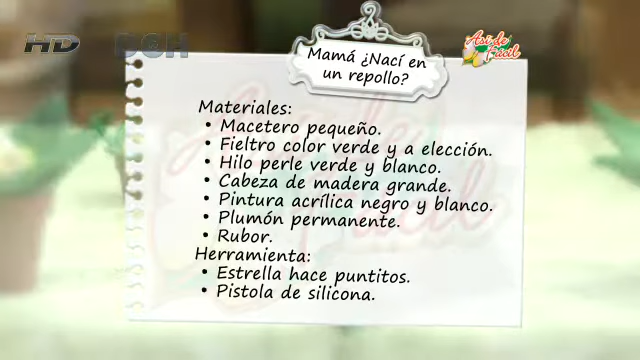 HD
Así de
Fácil
Mamá ¿Nací en
un repollo?
Materiales:
• Macetero pequeño.
• Fieltro color verde y a elección.
• Hilo perle verde y blanco.
• Cabeza de madera grande.
• Pintura acrílica negro y blanco.
• Plumón permanente.
• Rubor.
Herramienta:
• Estrella hace puntitos.
• Pistola de silicona.